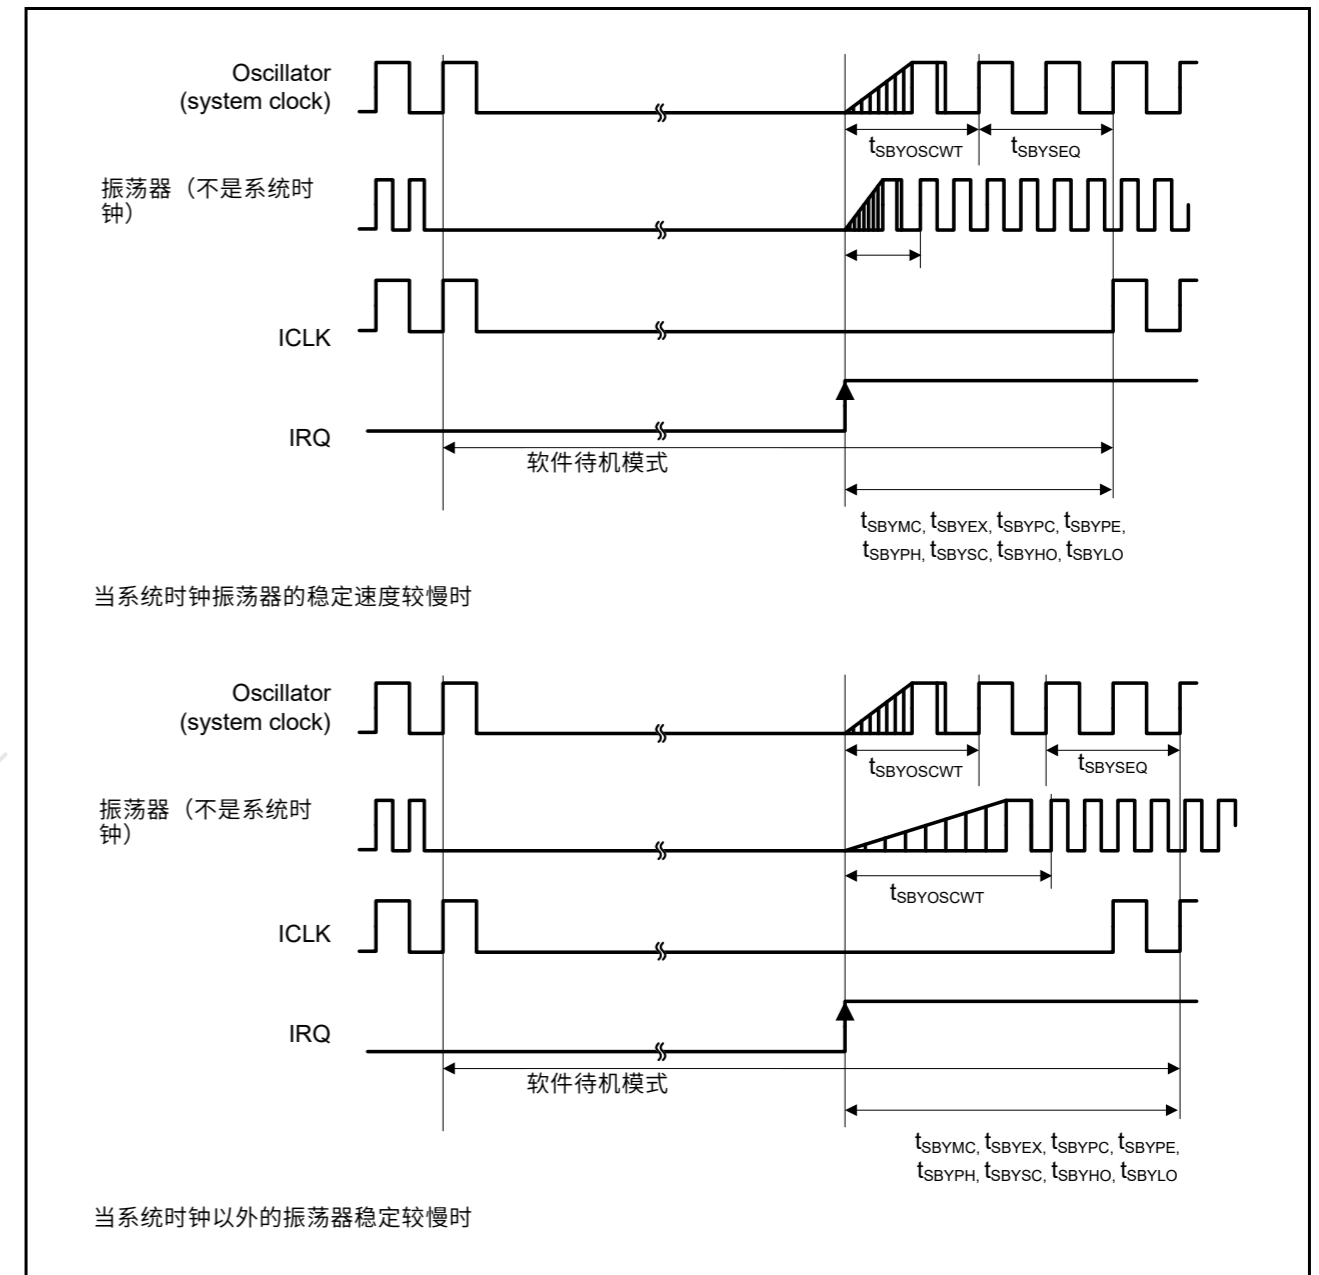 Oscillator
(system clock)
tSBYOSCWT
tSBYSEQ
振荡器（不是系统时
钟）
ICLK
IRQ
软件待机模式
tSBYMC, tSBYEX, tSBYPC, tSBYPE,
tSBYPH, tSBYSC, tSBYHO, tSBYLO
当系统时钟振荡器的稳定速度较慢时
Oscillator
(system clock)
tSBYOSCWT
tSBYSEQ
振荡器（不是系统时
钟）
tSBYOSCWT
ICLK
IRQ
软件待机模式
tSBYMC, tSBYEX, tSBYPC, tSBYPE,
tSBYPH, tSBYSC, tSBYHO, tSBYLO
当系统时钟以外的振荡器稳定较慢时